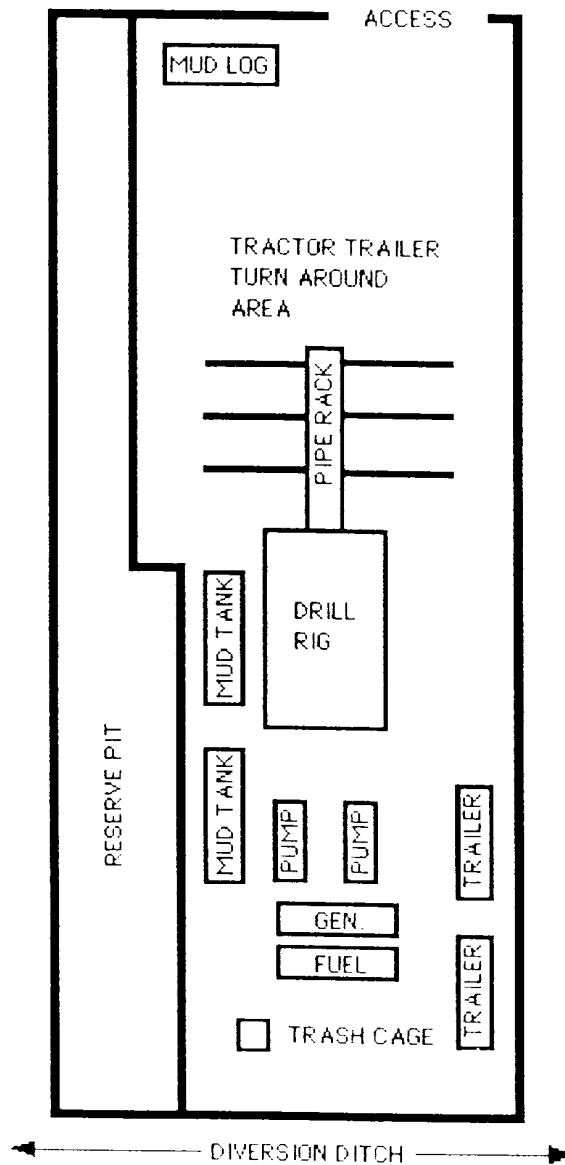 ACCESS
MUD LOG
TRACTOR TRAILER
TURN AROUND
AREA
PIPE RACK
DRILL
RIG
MUD TANK
RESERVE PIT
MUD TANK
PUMP
PUMP
TRAILER
GEN.
FUEL
TRAILER
TRASH CAGE
DIVERSION DITCH